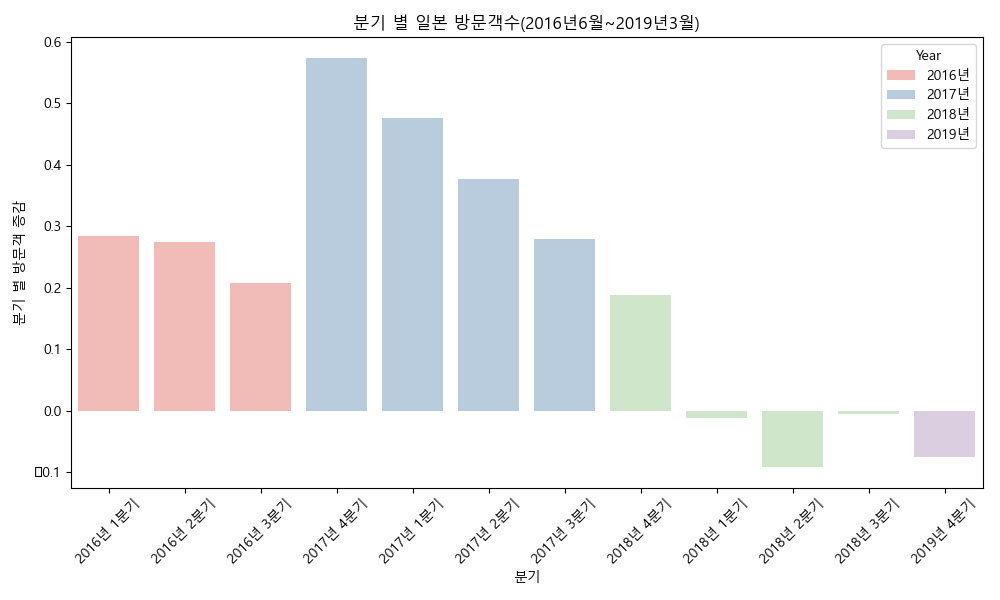 분기 별 일본 방문객수(2016년6월~2019년3월)
Year
2016년
2017년
2018년
2019년
분기 별 방문객 증감
0.6
0.5
0.4
0.3
0.2
0.1
0.0
□0.1
2016년 1분기
2016년 2분기
2016년 3분기
2017년 4분기
2017년 1분기
2017년 2분기
2017년 3분기
2018년 4분기
2018년 1분기
2018년 2분기
2018년 3분기
2019년 4분기
분기